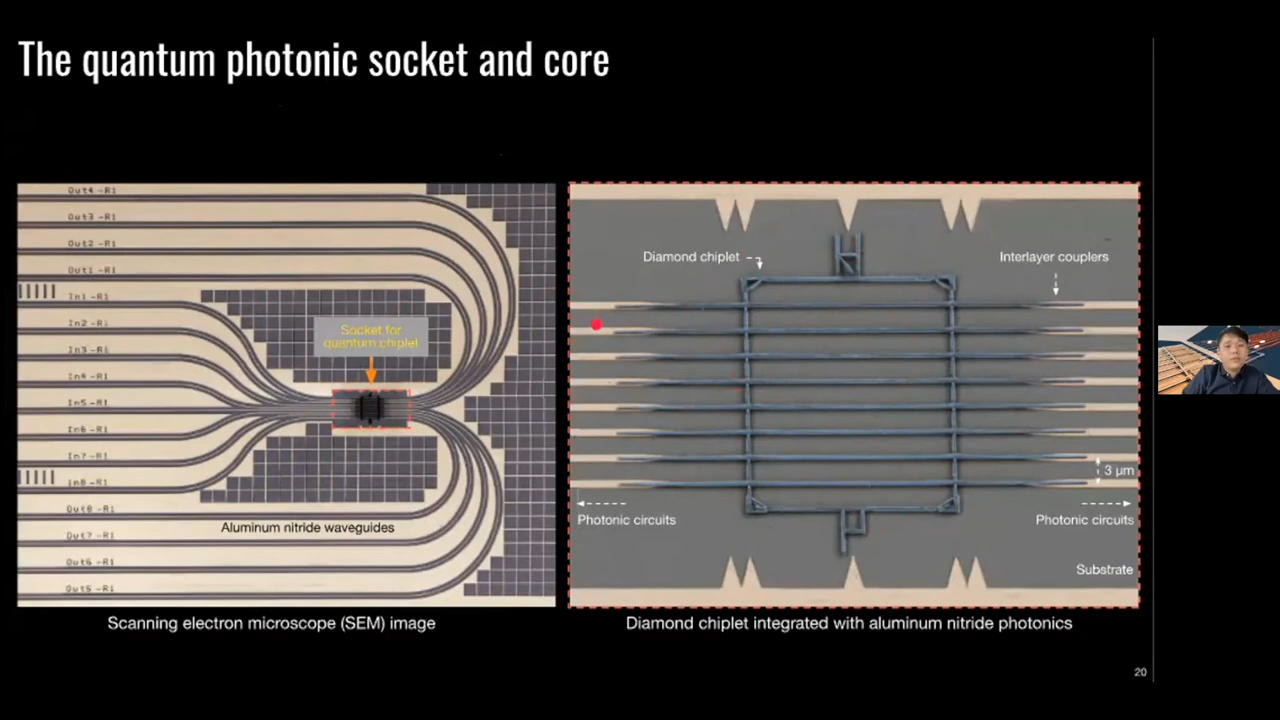 The quantum photonic socket and core
Out4-R1
Out3-R1
Out2-R1
Out1-R1
In1-R1
In2-R1
In3-R1
In4-R1
In5-R1
In6-R1
In7-R1
In8-R1
Out8-R1
Out7-R1
Out6-R1
Out5-R1
Socket for
quantum chiplet
Aluminum nitride waveguides
Scanning electron microscope (SEM) image
Diamond chiplet
Interlayer couplers
3 μm
Photonic circuits
Photonic circuits
Substrate
Diamond chiplet integrated with aluminum nitride photonics
20